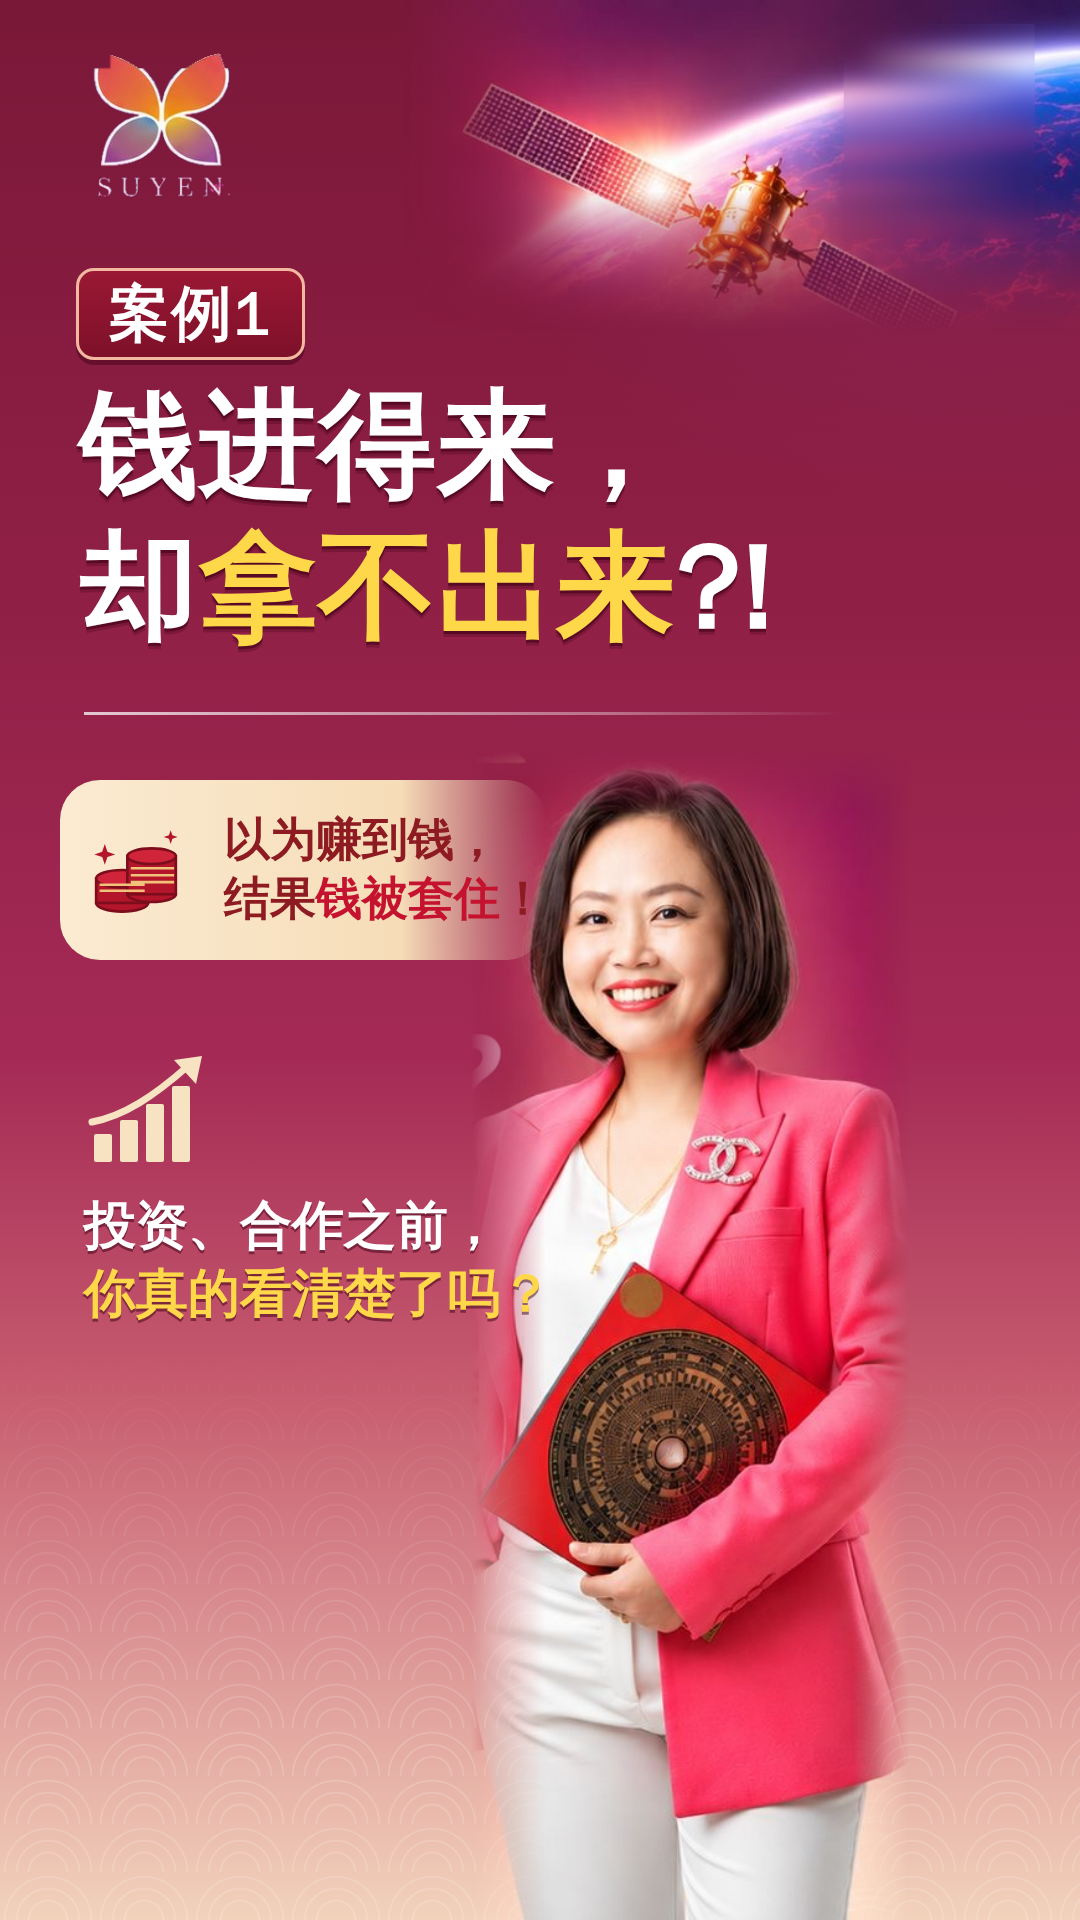 SUYEN
案例1
钱进得来，
却拿不出来?!
以为赚到钱，
结果钱被套住！
投资、合作之前，
你真的看清楚了吗？